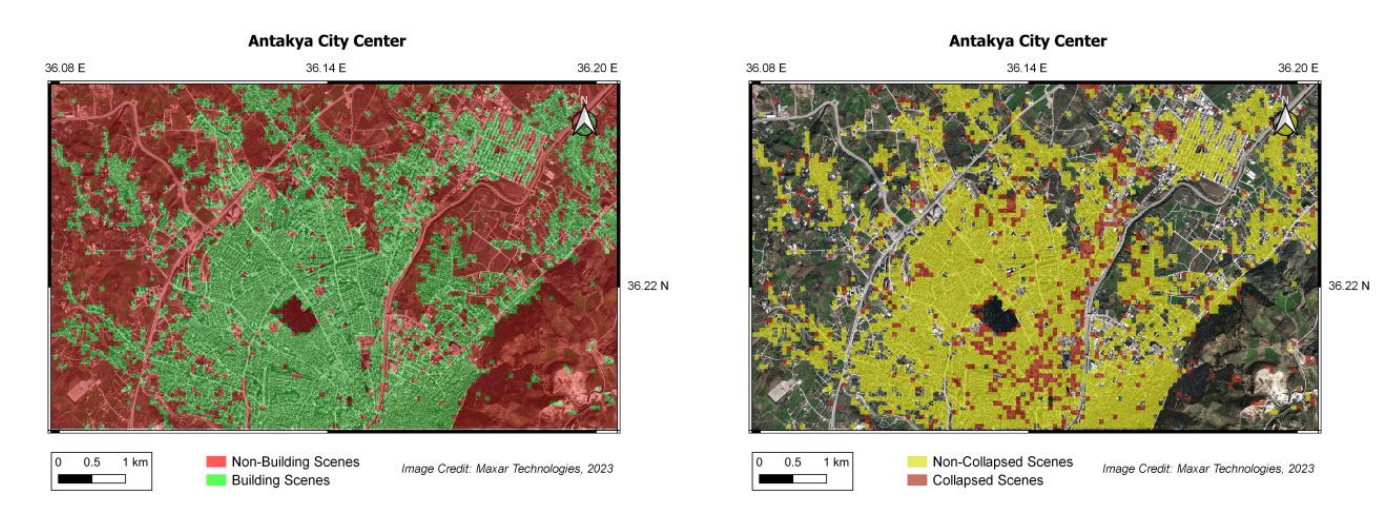 Antakya City Center
36.08 E
36.14 E
36.20 E
N
36.22 N
0 0.5 1 km
Non-Building Scenes
Building Scenes
Image Credit: Maxar Technologies, 2023
Antakya City Center
36.08 E
36.14 E
36.20 E
N
36.22 N
0 0.5 1 km
Non-Collapsed Scenes
Collapsed Scenes
Image Credit: Maxar Technologies, 2023